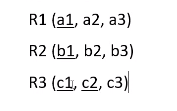 R1 (a1, a2, a3)
R2 (b1, b2, b3)
R3 (c1, c2, c3)